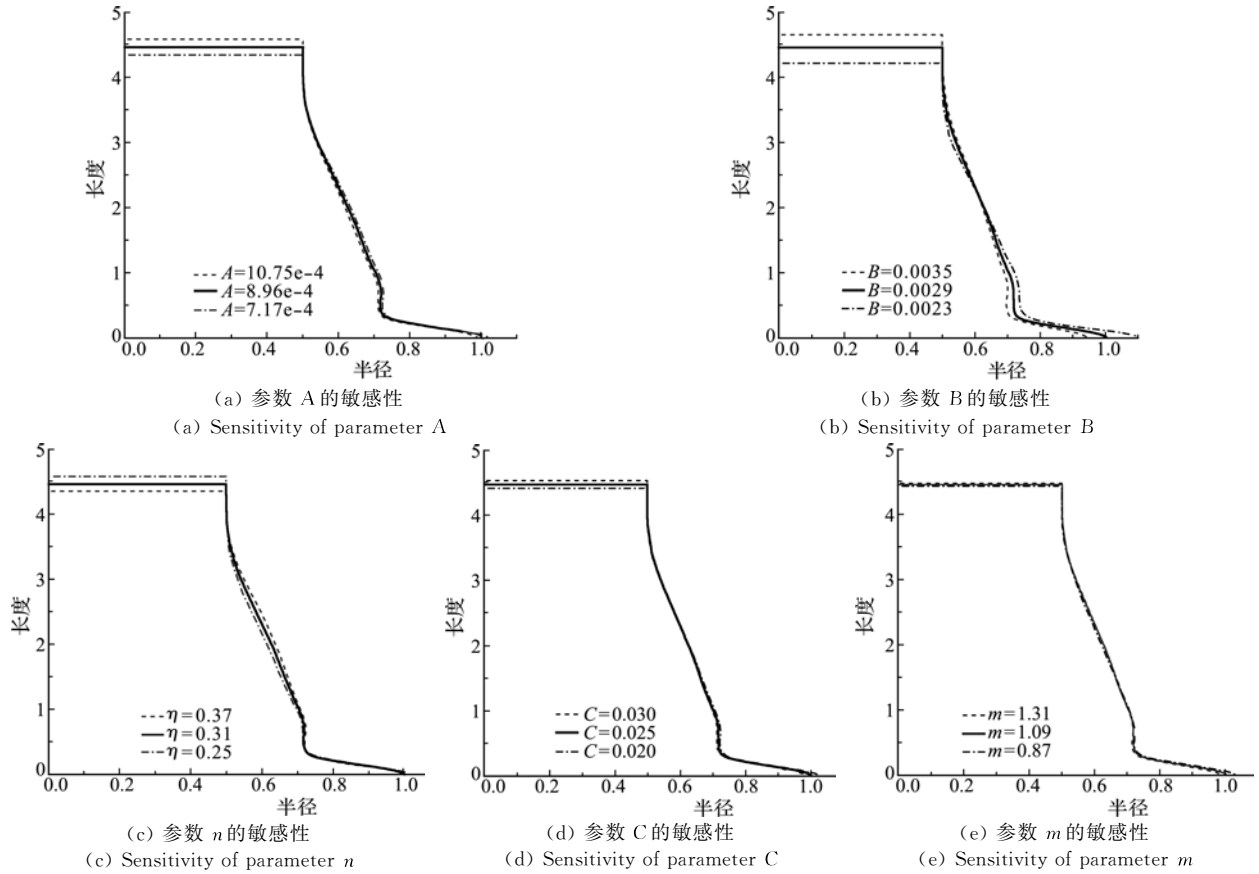 5
4
3
2
1
0
长度
A=10.75e-4
A=8.96e-4
A=7.17e-4
0.0 0.2 0.4 0.6 0.8 1.0
半径
(a) 参数 A的敏感性
(a) Sensitivity of parameter A
5
4
3
2
1
0
长度
B=0.0035
B=0.0029
B=0.0023
0.0 0.2 0.4 0.6 0.8 1.0
半径
(b) 参数 B的敏感性
(b) Sensitivity of parameter B
5
4
3
2
1
0
长度
η=0.37
η=0.31
η=0.25
0.0 0.2 0.4 0.6 0.8 1.0
半径
(c) 参数 n的敏感性
(c) Sensitivity of parameter n
5
4
3
2
1
0
长度
C=0.030
C=0.025
C=0.020
0.0 0.2 0.4 0.6 0.8 1.0
半径
(d) 参数 C的敏感性
(d) Sensitivity of parameter C
5
4
3
2
1
0
长度
m=1.31
m=1.09
m=0.87
0.0 0.2 0.4 0.6 0.8 1.0
半径
(e) 参数 m的敏感性
(e) Sensitivity of parameter m